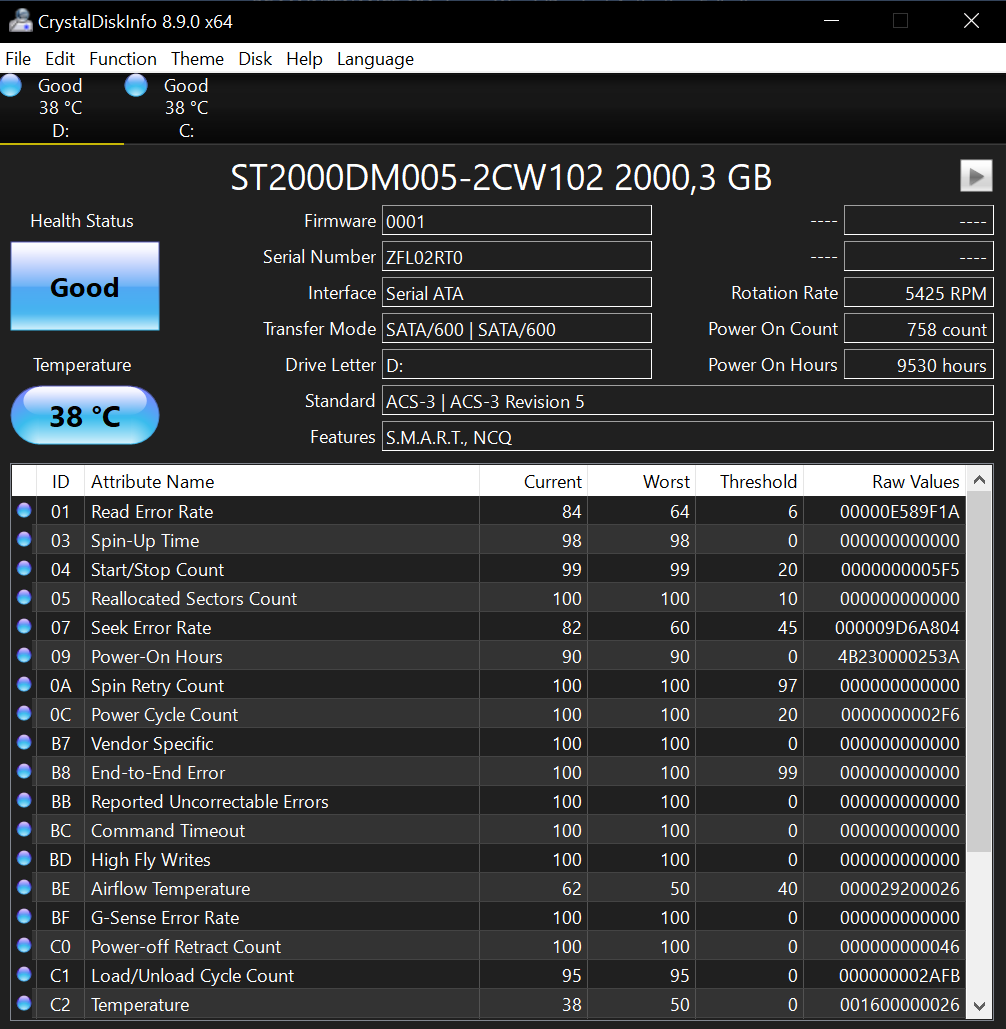 CrystalDiskInfo 8.9.0 x64
File Edit Function Theme Disk Help Language
Good Good
38 °C 38 °C
D: C:
ST2000DM005-2CW102 2000,3 GB
Health Status
Good
Temperature
38 °C
Firmware 0001 ---- ----
Serial Number ZFL02RT0 ---- ----
Interface Serial ATA Rotation Rate 5425 RPM
Transfer Mode SATA/600 | SATA/600 Power On Count 758 count
Drive Letter D: Power On Hours 9530 hours
Standard ACS-3 | ACS-3 Revision 5
Features S.M.A.R.T., NCQ
ID Attribute Name Current Worst Threshold Raw Values
01 Read Error Rate 84 64 6 00000E589F1A
03 Spin-Up Time 98 98 0 000000000000
04 Start/Stop Count 99 99 20 0000000005F5
05 Reallocated Sectors Count 100 100 10 000000000000
07 Seek Error Rate 82 60 45 000009D6A804
09 Power-On Hours 90 90 0 4B230000253A
0A Spin Retry Count 100 100 97 000000000000
0C Power Cycle Count 100 100 20 0000000002F6
B7 Vendor Specific 100 100 0 000000000000
B8 End-to-End Error 100 100 99 000000000000
BB Reported Uncorrectable Errors 100 100 0 000000000000
BC Command Timeout 100 100 0 000000000000
BD High Fly Writes 100 100 0 000000000000
BE Airflow Temperature 62 50 40 000029200026
BF G-Sense Error Rate 100 100 0 000000000000
C0 Power-off Retract Count 100 100 0 000000000046
C1 Load/Unload Cycle Count 95 95 0 000000002AFB
C2 Temperature 38 50 0 001600000026